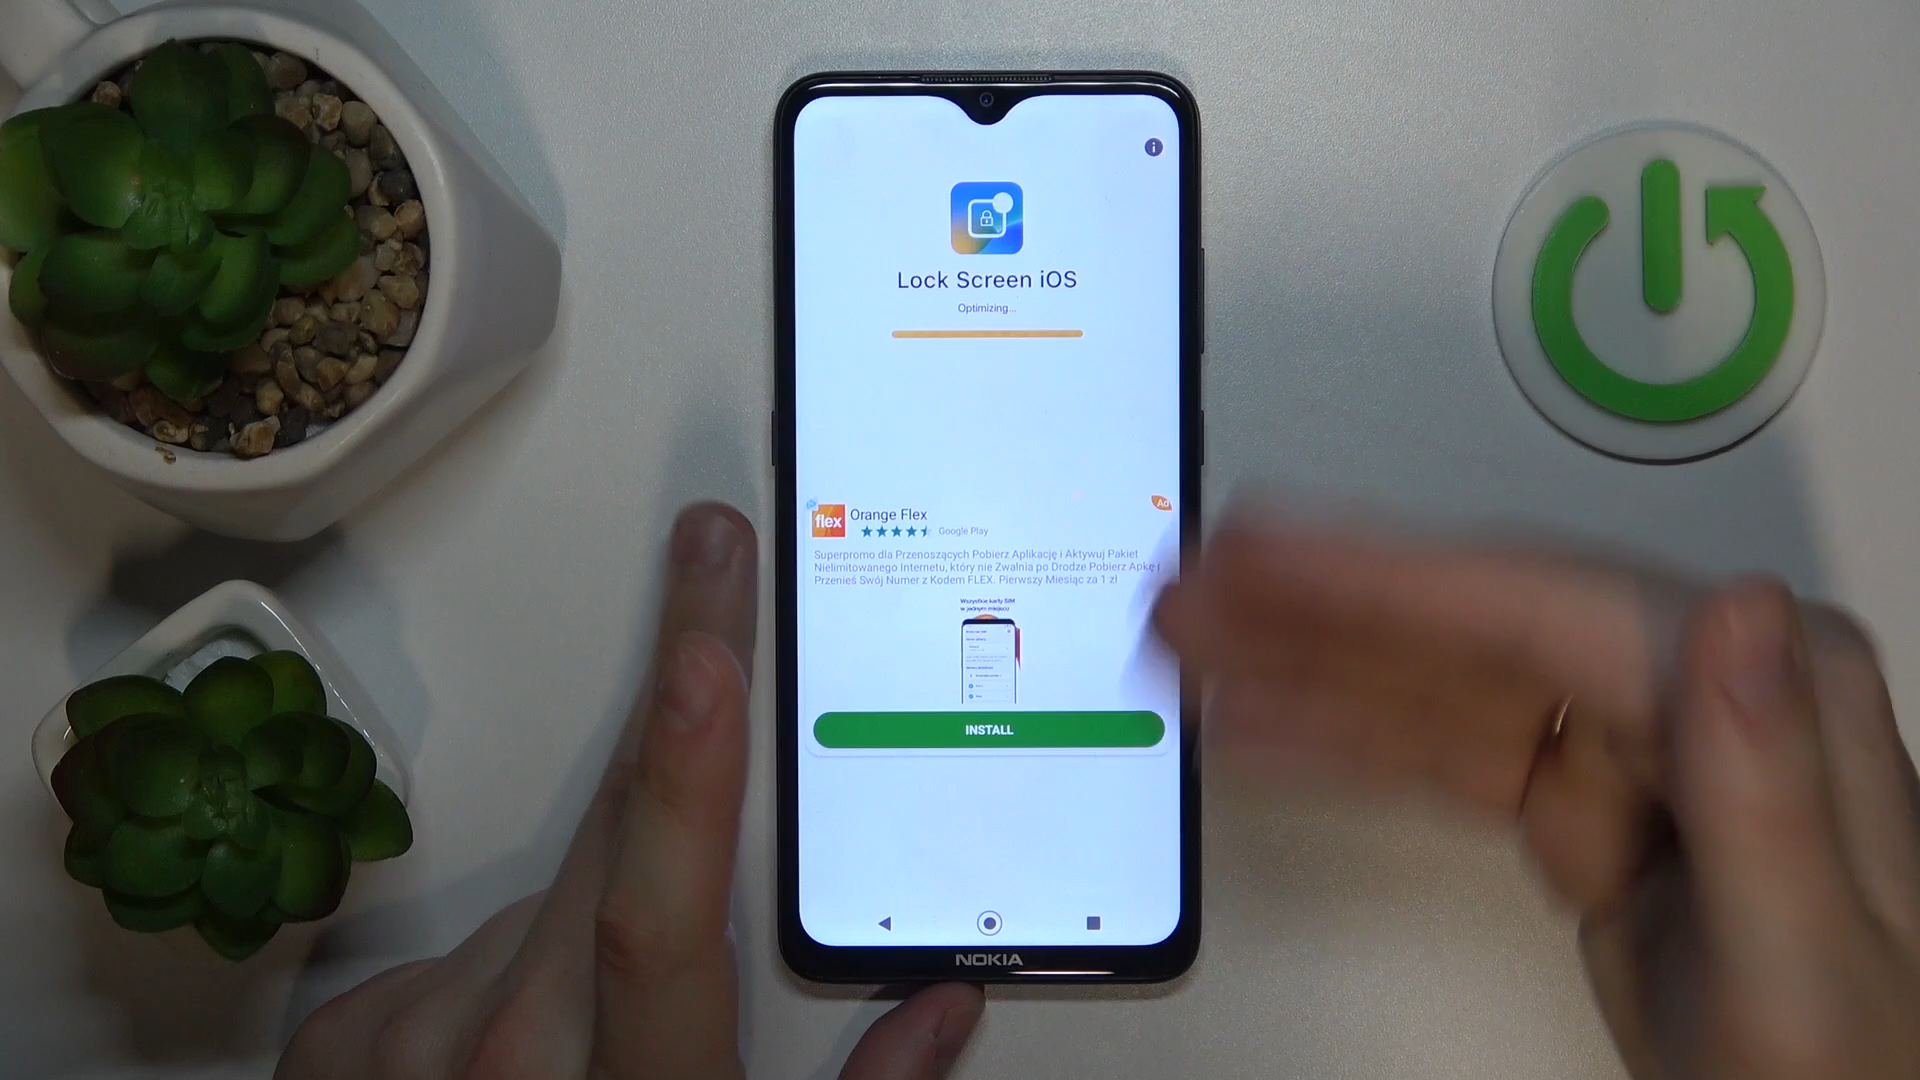 Lock Screen iOS
Optimizing...
flex
Orange Flex
Google Play
Ad
Superpromo dla Przenoszących Pobierz Aplikację i Aktywuj Pakiet
Nielimitowanego Internetu, który nie Zwalnia po Drodze Pobierz Apkę i
Przenieś Swój Numer z Kodem FLEX. Pierwszy Miesiąc za 1 zł
Wszystkie karty SIM
w jednym miejscu
INSTALL
NOKIA